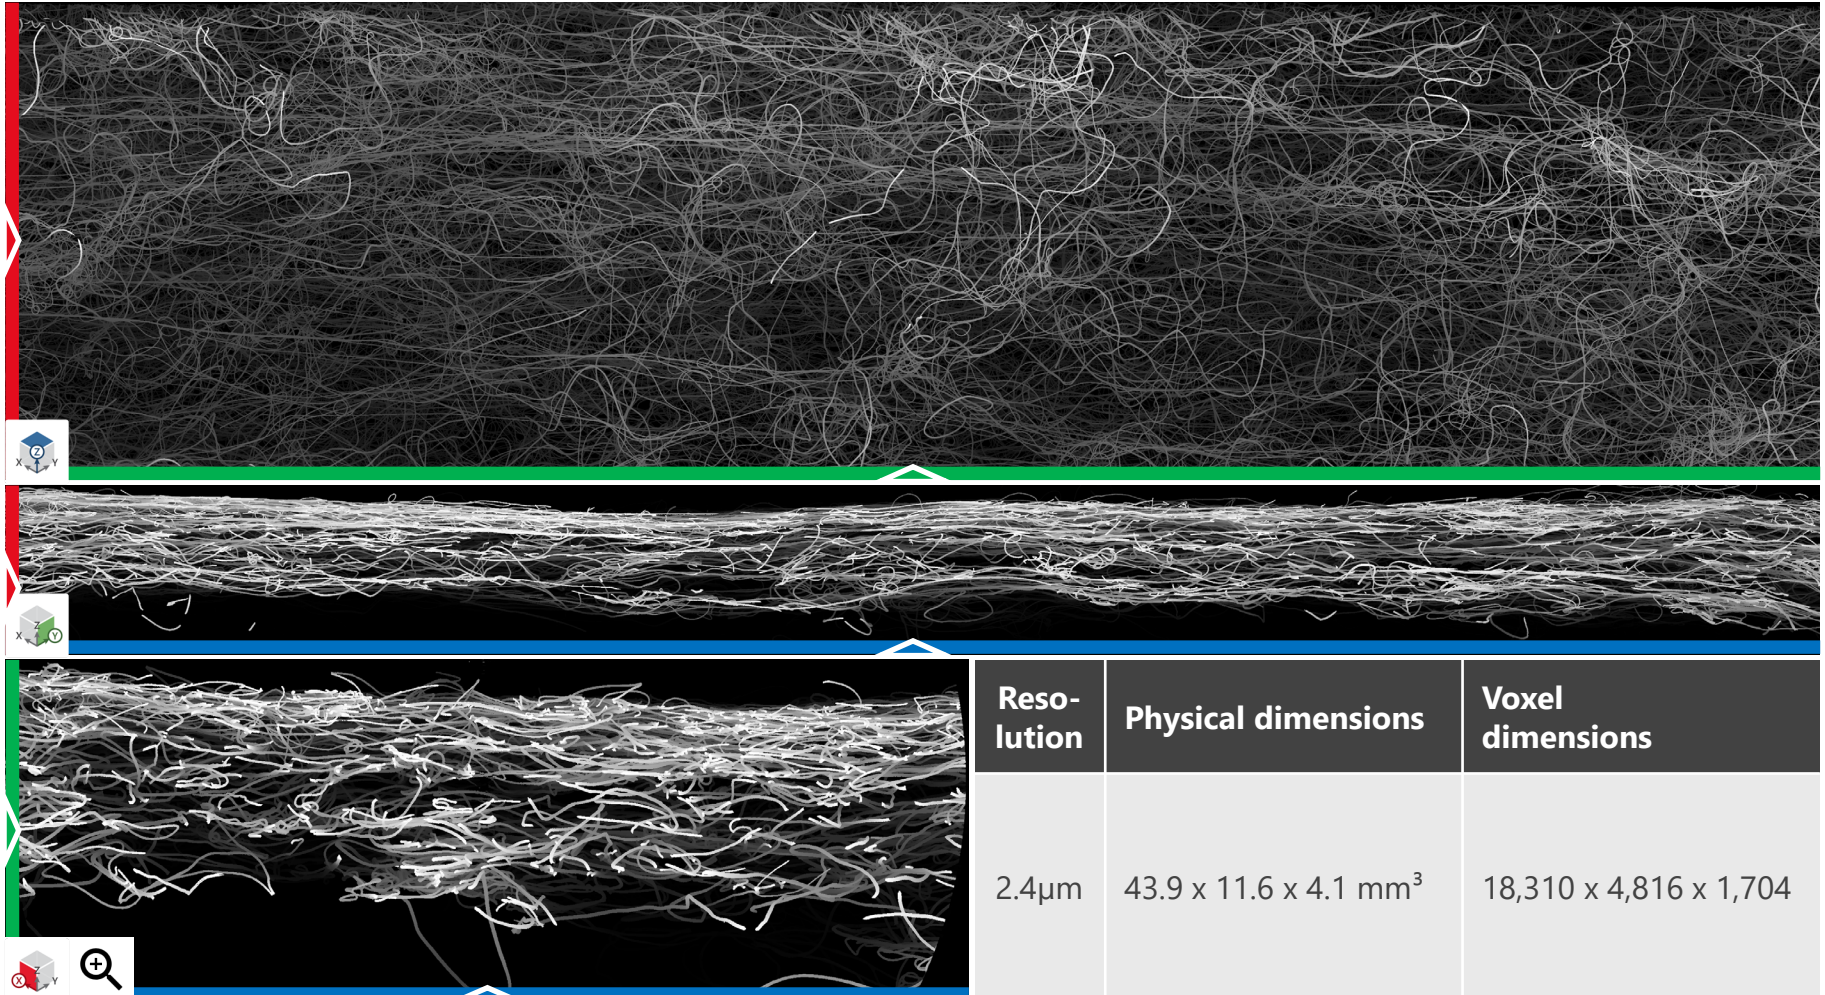 Z
X Y
Z
X Y
Reso-
lution
Physical dimensions
Voxel
dimensions
2.4µm
43.9 x 11.6 x 4.1 mm³
18,310 x 4,816 x 1,704
Z
X Y